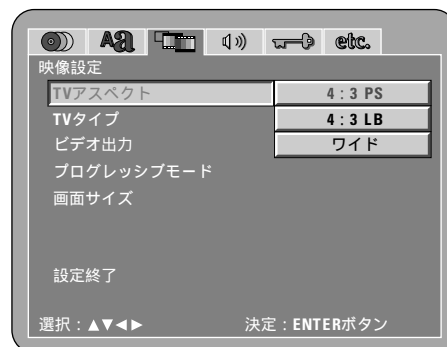 Aあ etc.
映像設定
TVアスペクト 4:3 PS
TVタイプ 4:3 LB
ビデオ出力 ワイド
プログレッシブモード
画面サイズ
設定終了
選択:▲▼◀▶ 決定:ENTERボタン